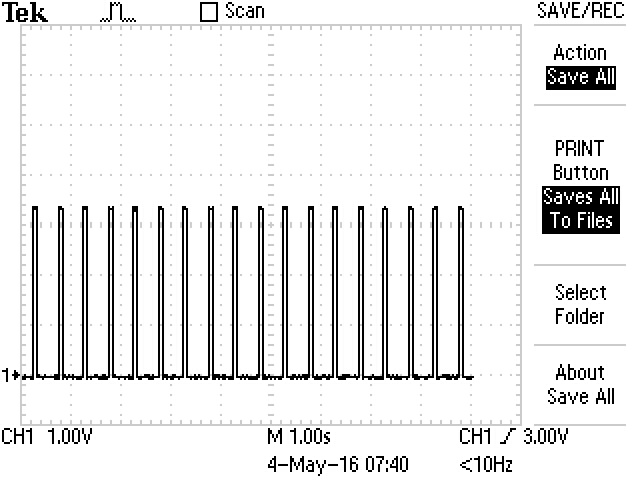 Tek Scan SAVE/REC
Action
Save All
PRINT
Button
Saves All
To Files
Select
Folder
About
Save All
1
CH1 1.00V M 1.00s CH1 3.00V
4-May-16 07:40 <10Hz